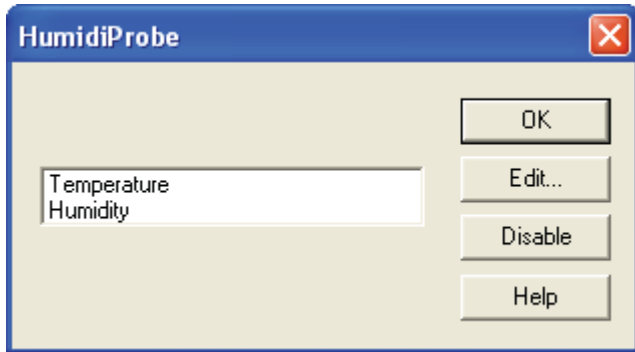 HumidiProbe
OK
Temperature
Humidity
Edit...
Disable
Help